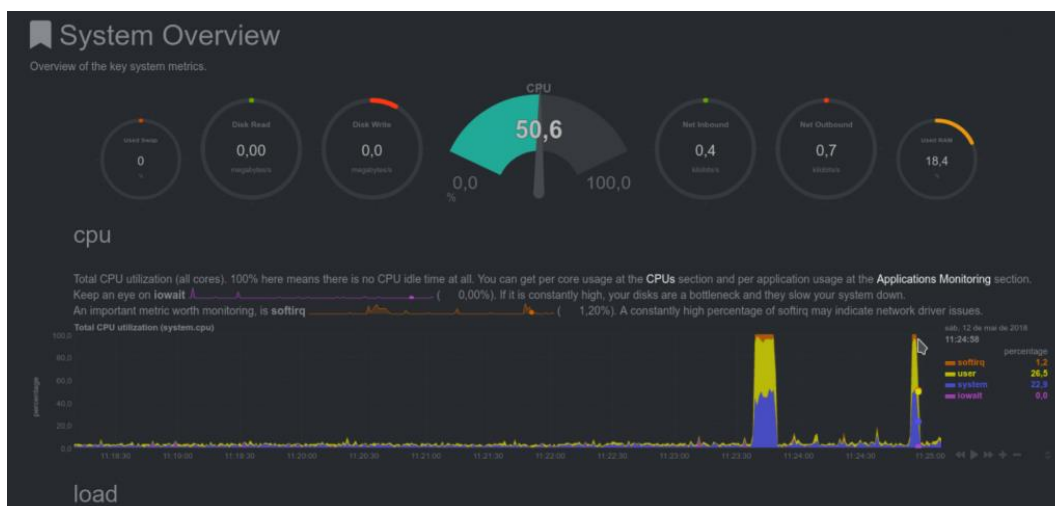 System Overview
Overview of the key system metrics.
CPU
Used Swap
0
%
Disk Read
0,00
megabytes/s
Disk Write
0,0
megabytes/s
50,6
0,0
100,0
%
Net Inbound
0,4
kilobits/s
Net Outbound
0,7
kilobits/s
Used RAM
18,4
%
cpu
Total CPU utilization (all cores). 100% here means there is no CPU idle time at all. You can get per core usage at the CPUs section and per application usage at the Applications Monitoring section.
Keep an eye on iowait ( 0,00%). If it is constantly high, your disks are a bottleneck and they slow your system down.
An important metric worth monitoring, is softirq ( 1,20%). A constantly high percentage of softirq may indicate network driver issues.
Total CPU utilization (system.cpu)
sáb, 12 de mai de 2018
11:24:58
percentage
softirq 1,2
user 26,5
system 22,9
iowait 0,0
percentage
100,0
80,0
60,0
40,0
20,0
0,0
11:18:30 11:19:00 11:19:30 11:20:00 11:20:30 11:21:00 11:21:30 11:22:00 11:22:30 11:23:00 11:23:30 11:24:00 11:24:30 11:25:00
load